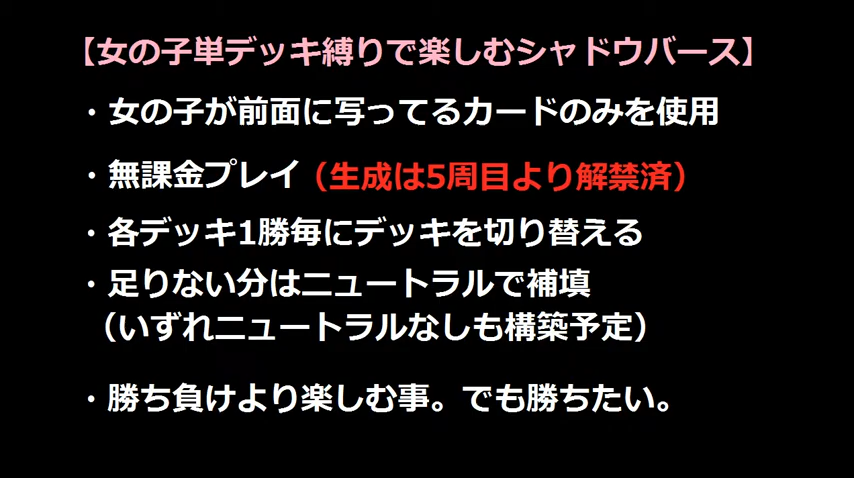 【女の子単デッキ縛りで楽しむシャドウバース】
・女の子が前面に写ってるカードのみを使用
・無課金プレイ（生成は5周目より解禁済）
・各デッキ1勝毎にデッキを切り替える
・足りない分はニュートラルで補填
（いずれニュートラルなしも構築予定）
・勝ち負けより楽しむ事。でも勝ちたい。